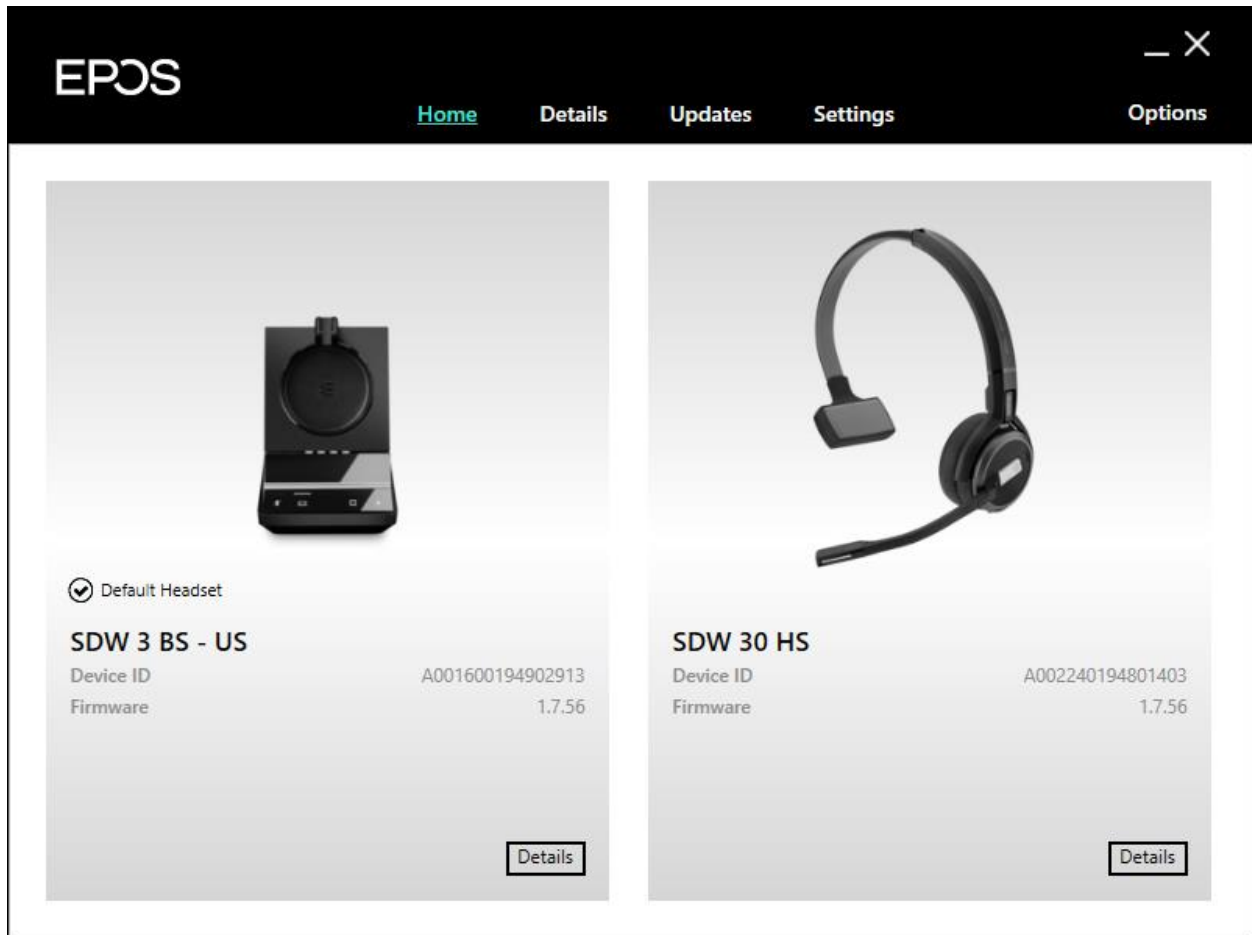 EPOS
Home Details Updates Settings Options
Default Headset
SDW 3 BS - US
Device ID A001600194902913
Firmware 1.7.56
Details
SDW 30 HS
Device ID A002240194801403
Firmware 1.7.56
Details